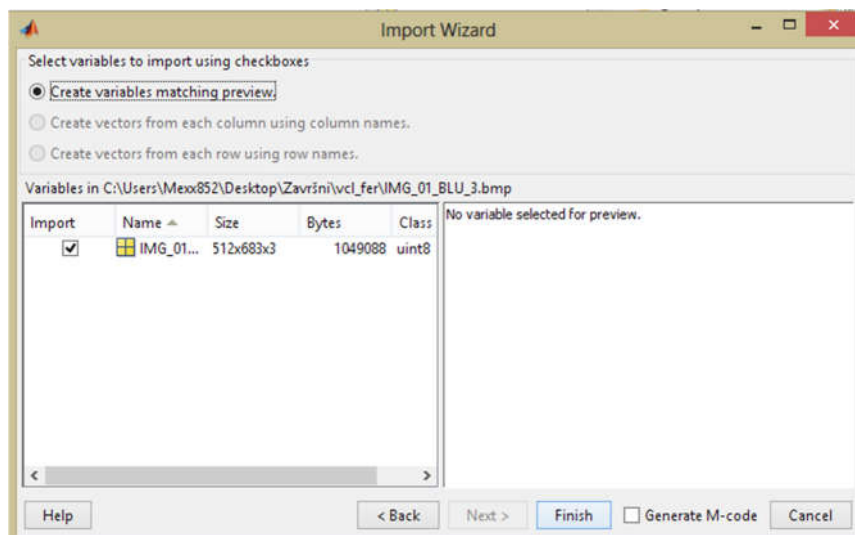 Import Wizard
Select variables to import using checkboxes
Create variables matching preview.
Create vectors from each column using column names.
Create vectors from each row using row names.
Variables in C:\Users\Mexx852\Desktop\Završni\vcl_fer\IMG_01_BLU_3.bmp
Import Name Size Bytes Class
IMG_01... 512x683x3 1049088 uint8
No variable selected for preview.
Help < Back Next > Finish Generate M-code Cancel